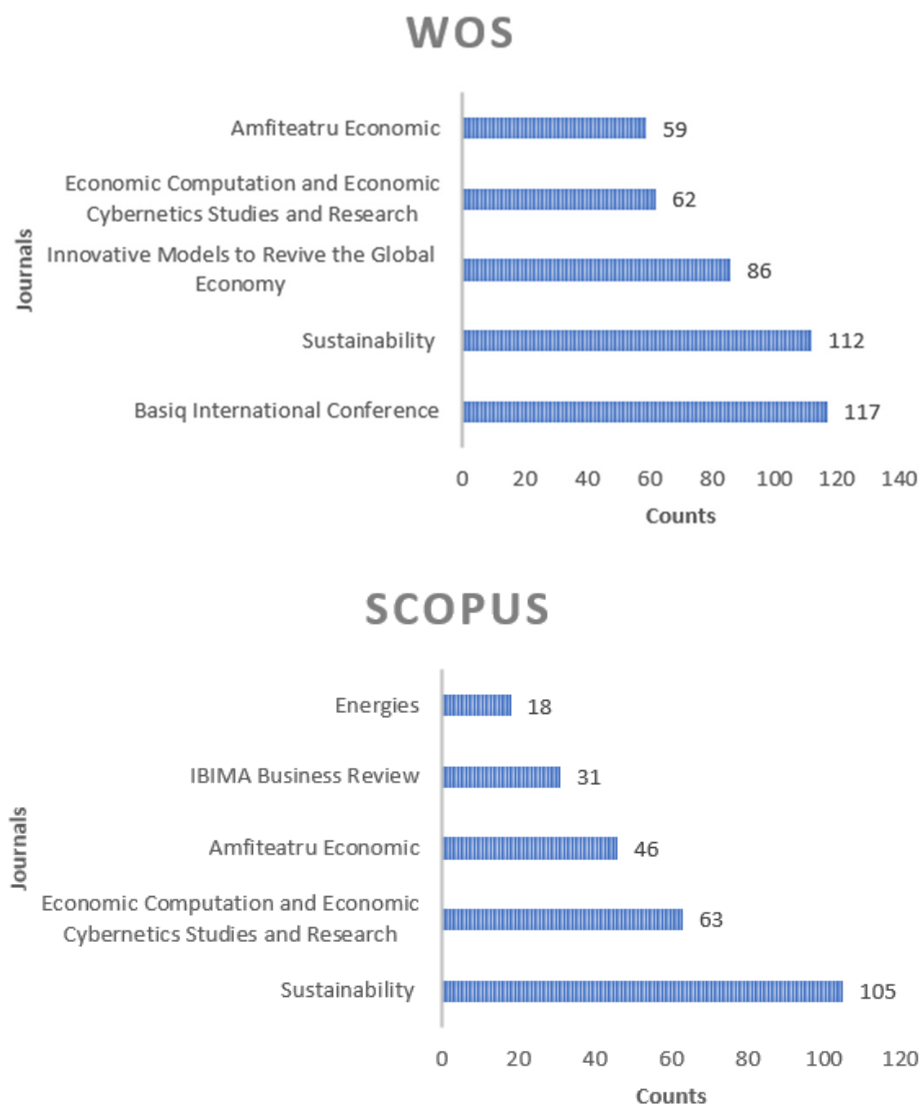 WOS
Journals
Amfiteatru Economic
59
Economic Computation and Economic
Cybernetics Studies and Research
62
Innovative Models to Revive the Global
Economy
86
Sustainability
112
Basiq International Conference
117
0 20 40 60 80 100 120 140
Counts
SCOPUS
Journals
Energies
18
IBIMA Business Review
31
Amfiteatru Economic
46
Economic Computation and Economic
Cybernetics Studies and Research
63
Sustainability
105
0 20 40 60 80 100 120
Counts